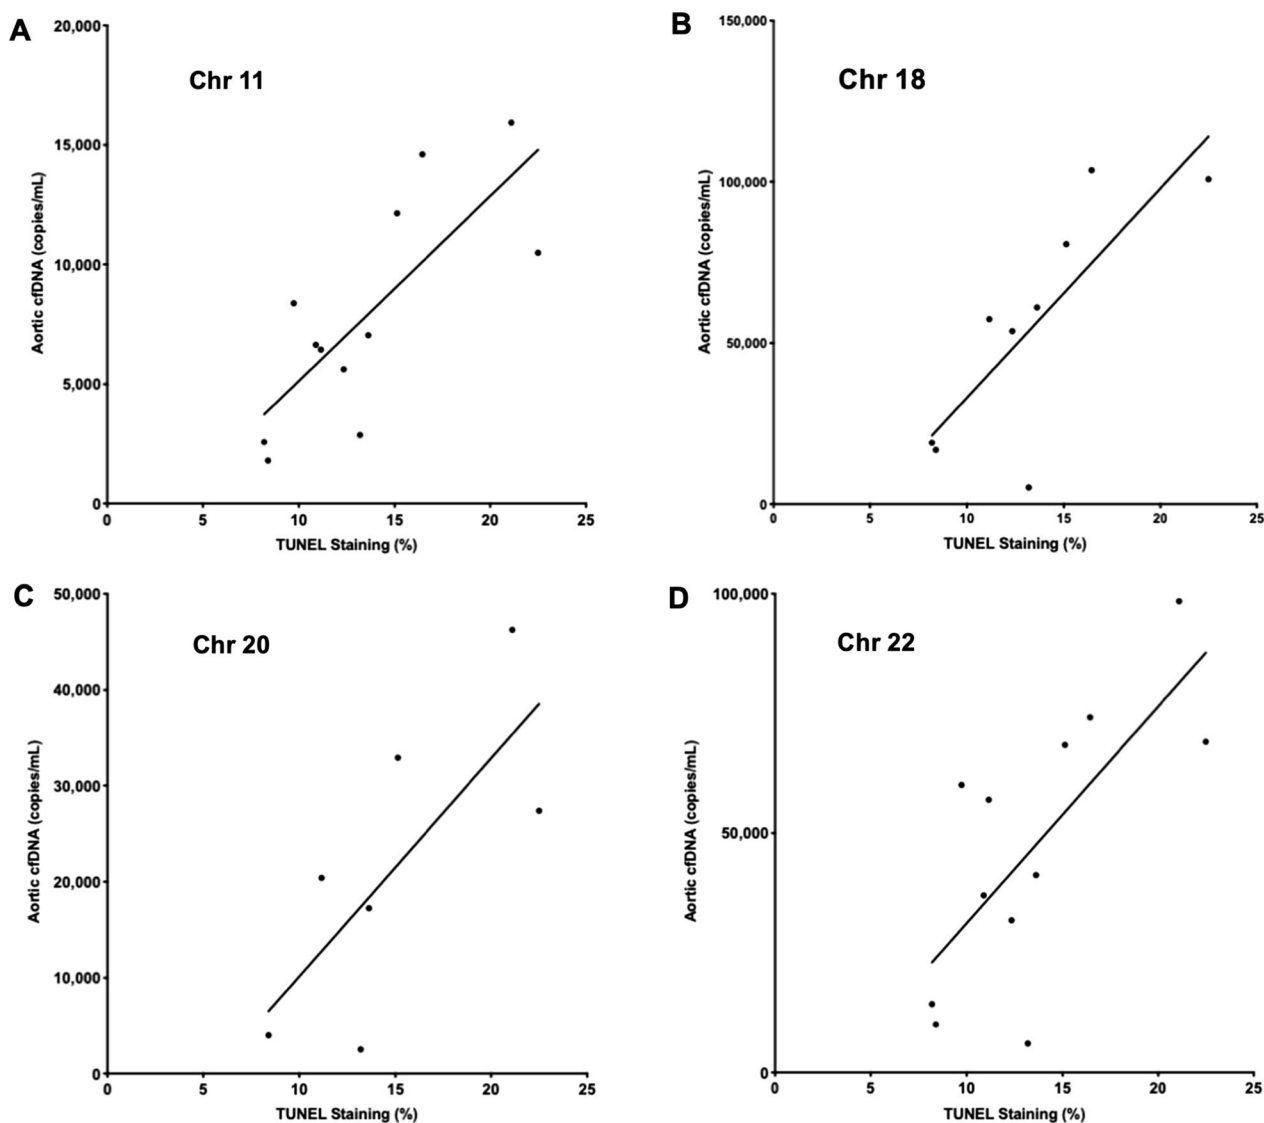 A
Chr 11
20,000
15,000
10,000
5,000
0
Aortic cfDNA (copies/mL)
0 5 10 15 20 25
TUNEL Staining (%)
B
Chr 18
150,000
100,000
50,000
0
Aortic cfDNA (copies/mL)
0 5 10 15 20 25
TUNEL Staining (%)
C
Chr 20
50,000
40,000
30,000
20,000
10,000
0
Aortic cfDNA (copies/mL)
0 5 10 15 20 25
TUNEL Staining (%)
D
Chr 22
100,000
50,000
0
Aortic cfDNA (copies/mL)
0 5 10 15 20 25
TUNEL Staining (%)